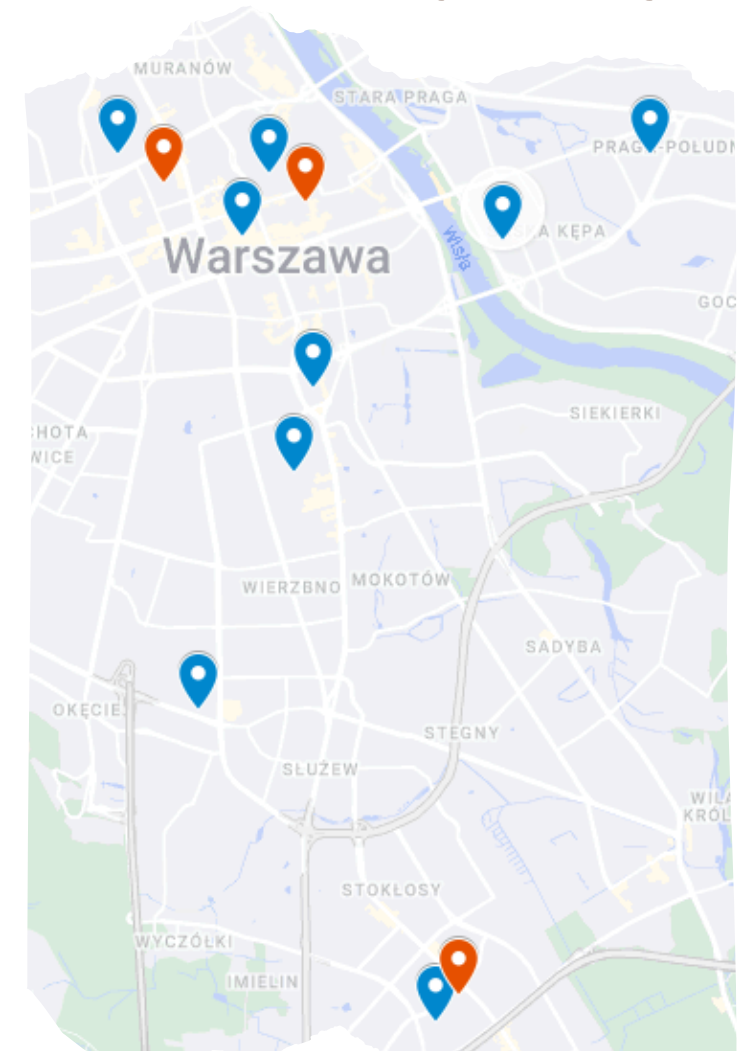 MURANÓW
STARA PRAGA
PRAGA-POŁUDN
A KĘPA
Warszawa
Wisła
GOC
SIEKIERKI
CHOTA
WICE
WIERZBNO
MOKOTÓW
SADYBA
OKĘCIE
STEGNY
SŁUŻEW
WILA
KRÓL
STOKŁOSY
WYCZÓŁKI
IMIELIN